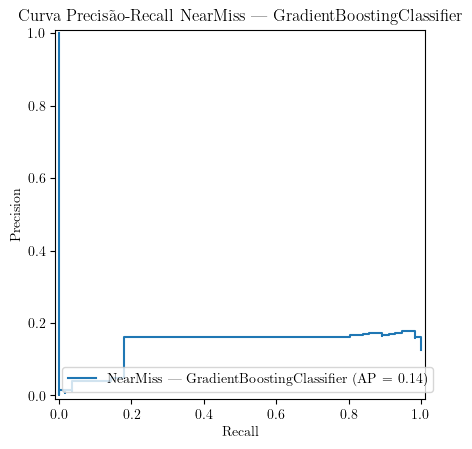 Curva Precisão-Recall NearMiss — GradientBoostingClassifier
1.0
0.8
0.6
0.4
0.2
0.0
Precision
NearMiss — GradientBoostingClassifier (AP = 0.14)
0.0 0.2 0.4 0.6 0.8 1.0
Recall